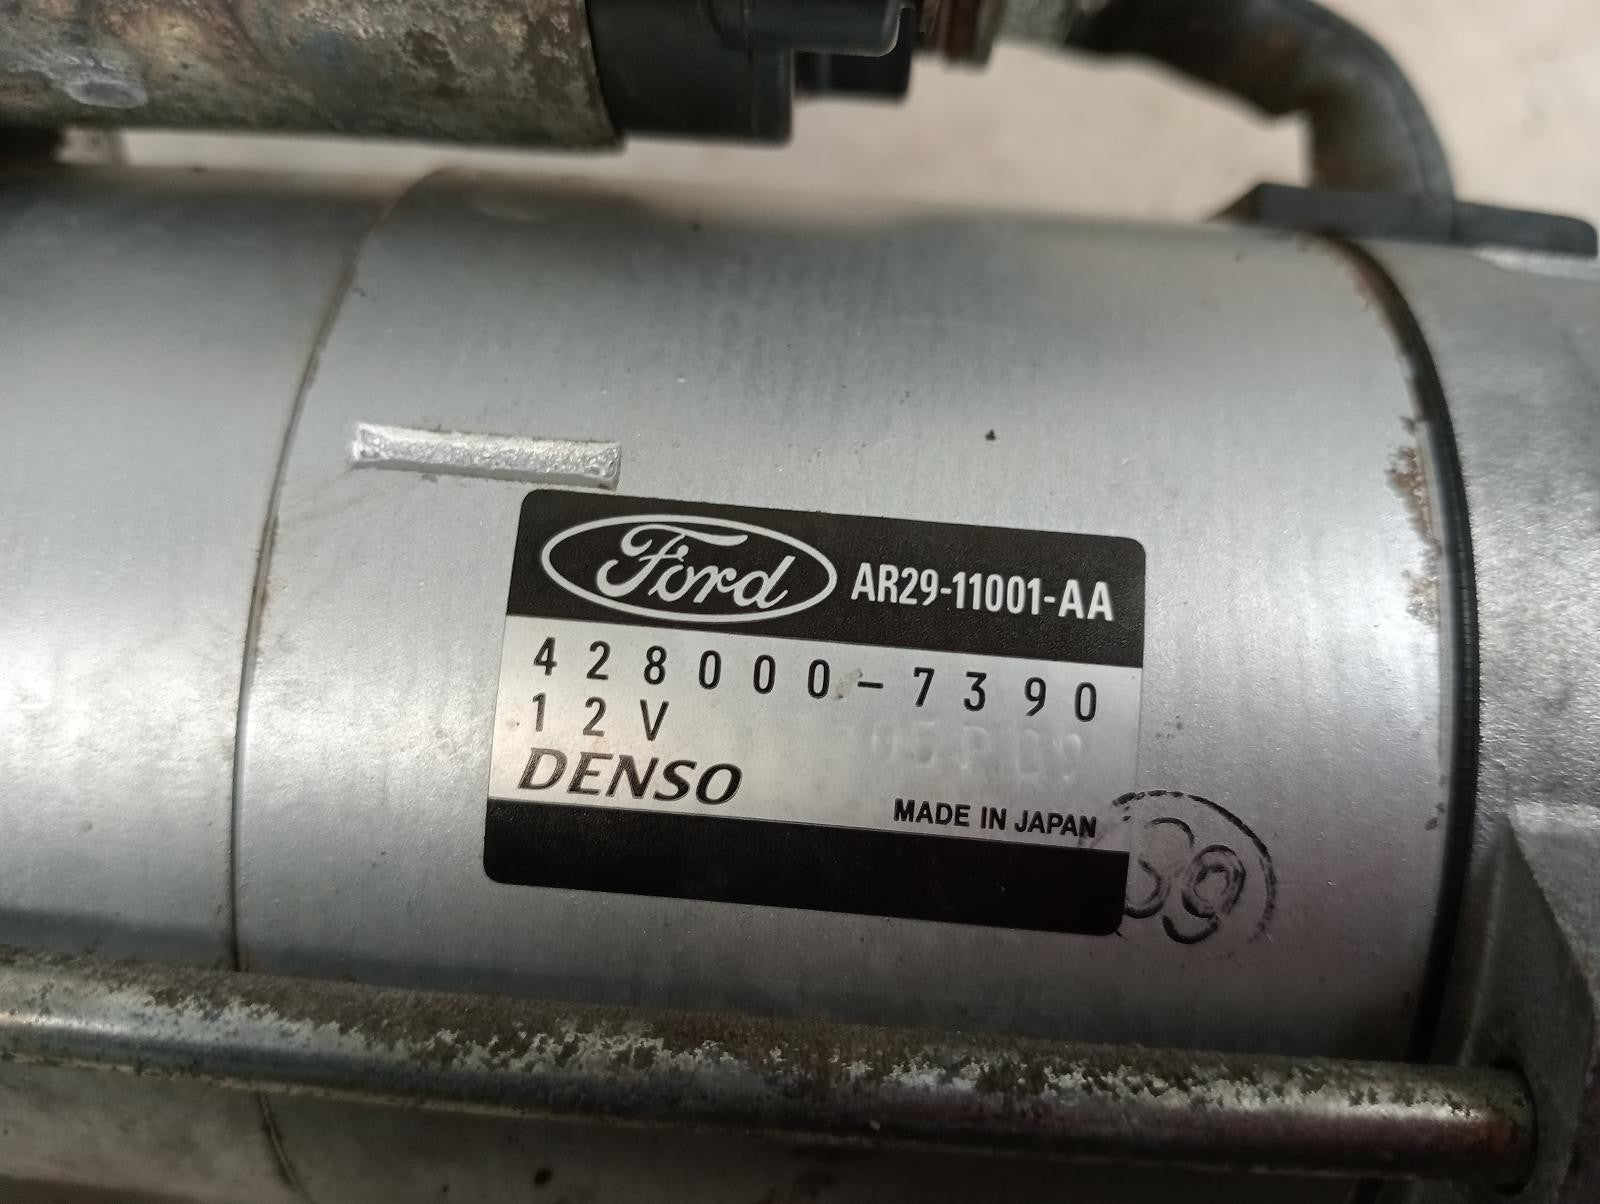 Ford AR29-11001-AA
428000-7390
12V
DENSO
MADE IN JAPAN